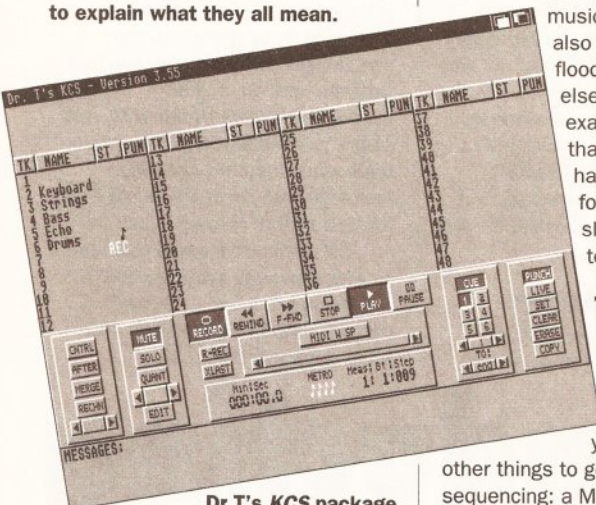 to explain what they all mean.
Dr. T's KCS - Version 3.55
TK NAME ST PUN TK NAME ST PUN TK NAME ST PUN TK NAME ST PUN
1 13 25 37
2 Keyboard 14 26 38
3 Strings 15 27 39
4 Bass 16 28 40
5 Echo 17 29 41
6 Drums REC 18 30 42
7 19 31 43
8 20 32 44
9 21 33 45
10 22 34 46
11 23 35 47
12 24 36 48
CNTRL
AFTER
MERGE
RECHN
MUTE
SOLO
QUANT
EDIT
RECORD REWIND F-FWD STOP PLAY PAUSE
R-REC
XLAST
MIDI W SP
Min:Sec METRO Meas:Bt:Step
000:00.0 1: 1:009
CUE
1 2
3 4
5 6
TO:
end
PUNCH
LIVE
SET
CLEAR
ERASE
COPY
MESSAGES:
Dr T's KCS package
music
also
flood
else
exa
tha
ha
fo
to
y
other things to g
sequencing: a M